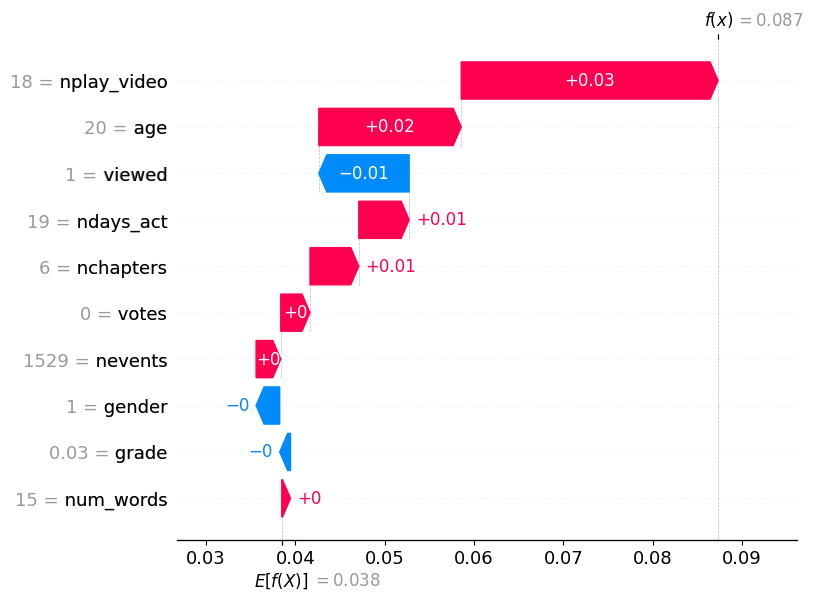 f(x) = 0.087
18 = nplay_video +0.03
20 = age +0.02
1 = viewed −0.01
19 = ndays_act +0.01
6 = nchapters +0.01
0 = votes +0
1529 = nevents +0
1 = gender −0
0.03 = grade −0
15 = num_words +0
0.03 0.04 0.05 0.06 0.07 0.08 0.09
E[f(X)] = 0.038